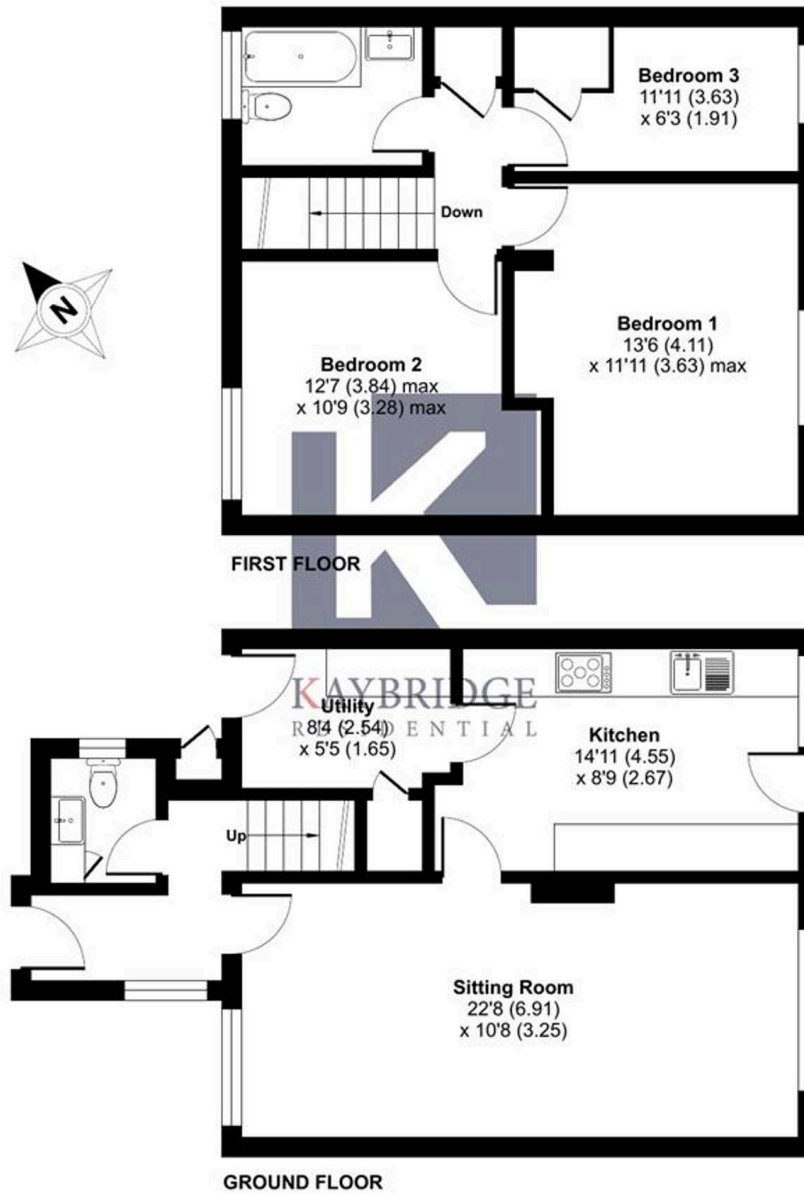 Bedroom 3
11'11 (3.63)
x 6'3 (1.91)
Down
N
Bedroom 1
13'6 (4.11)
x 11'11 (3.63) max
Bedroom 2
12'7 (3.84) max
x 10'9 (3.28) max
K
FIRST FLOOR
KAYBRIDGE
RESIDENTIAL
Utility
8'4 (2.54)
x 5'5 (1.65)
Kitchen
14'11 (4.55)
x 8'9 (2.67)
Up
Sitting Room
22'8 (6.91)
x 10'8 (3.25)
GROUND FLOOR